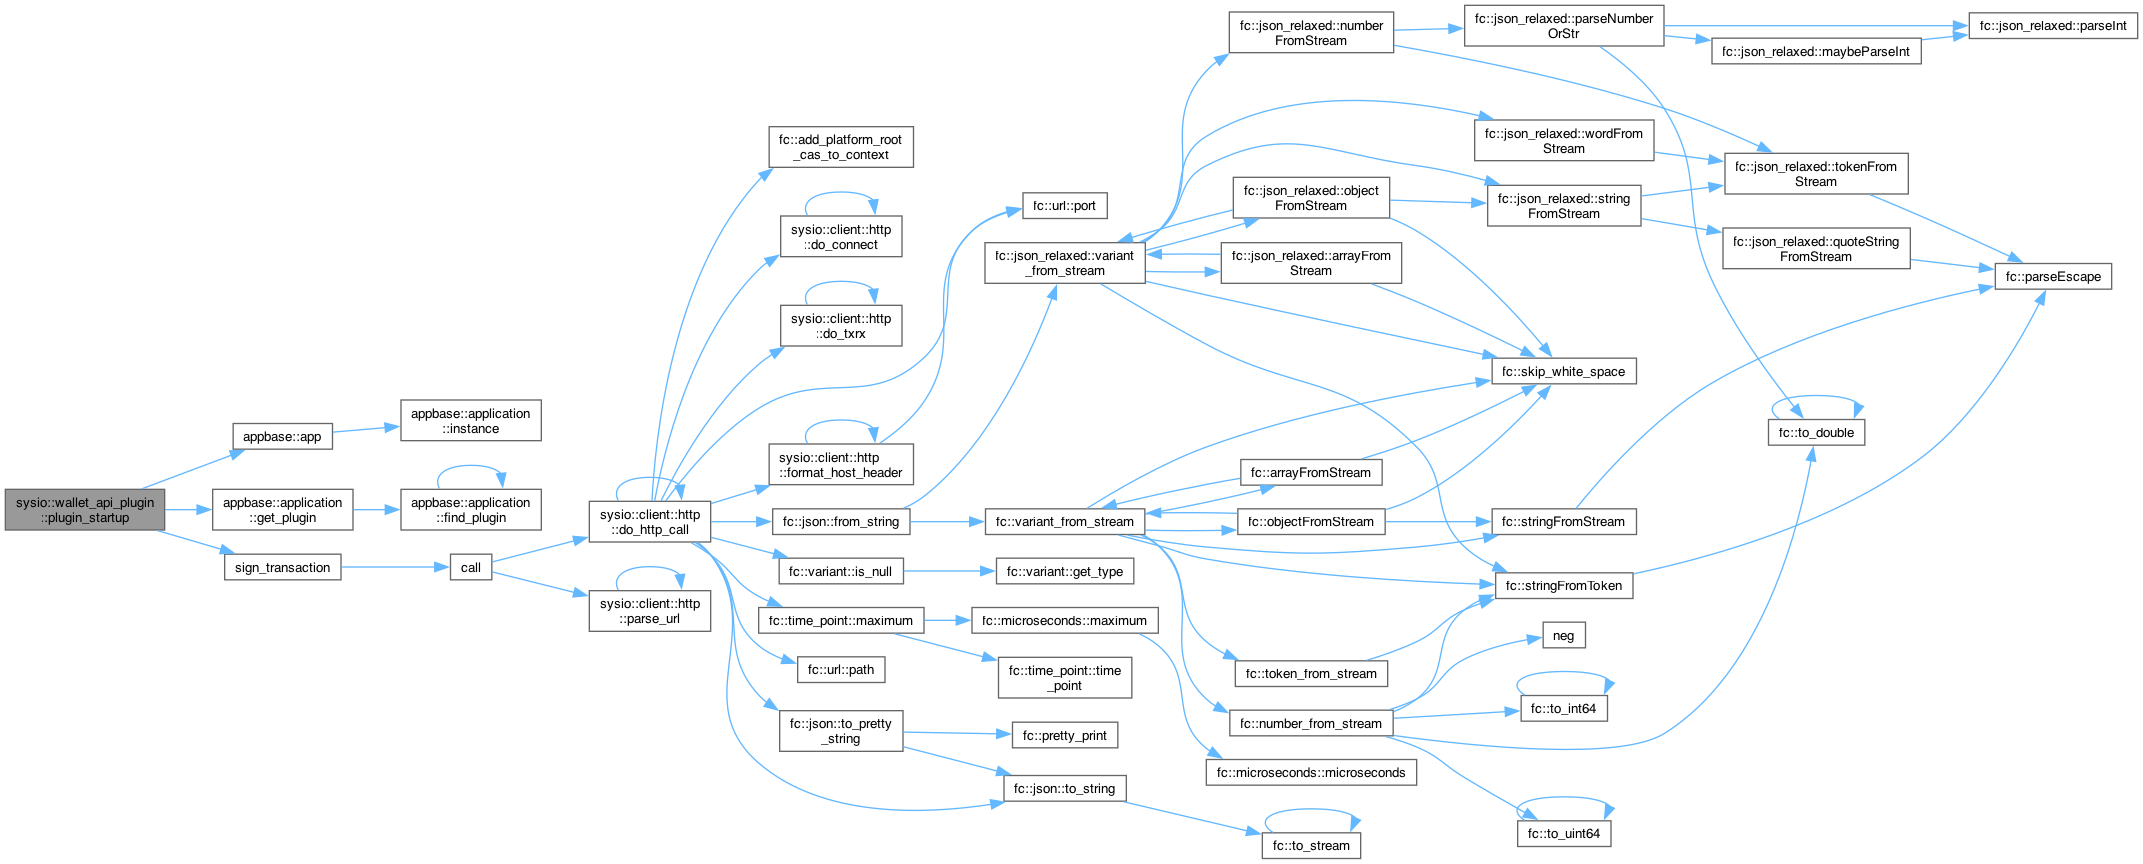 sysio::wallet_api_plugin
::plugin_startup
appbase::app
appbase::application
::instance
appbase::application
::get_plugin
appbase::application
::find_plugin
sign_transaction
call
sysio::client::http
::do_http_call
sysio::client::http
::parse_url
fc::add_platform_root
_cas_to_context
sysio::client::http
::do_connect
sysio::client::http
::do_txrx
fc::url::port
sysio::client::http
::format_host_header
fc::json::from_string
fc::variant::is_null
fc::variant::get_type
fc::time_point::maximum
fc::microseconds::maximum
fc::time_point::time
_point
fc::url::path
fc::json::to_pretty
_string
fc::pretty_print
fc::json::to_string
fc::to_stream
fc::microseconds::microseconds
fc::json_relaxed::variant
_from_stream
fc::variant_from_stream
fc::json_relaxed::number
FromStream
fc::json_relaxed::parseNumber
OrStr
fc::json_relaxed::maybeParseInt
fc::json_relaxed::parseInt
fc::json_relaxed::wordFrom
Stream
fc::json_relaxed::object
FromStream
fc::json_relaxed::string
FromStream
fc::json_relaxed::tokenFrom
Stream
fc::json_relaxed::quoteString
FromStream
fc::json_relaxed::arrayFrom
Stream
fc::parseEscape
fc::skip_white_space
fc::to_double
fc::arrayFromStream
fc::objectFromStream
fc::stringFromStream
fc::stringFromToken
fc::token_from_stream
fc::number_from_stream
neg
fc::to_int64
fc::to_uint64